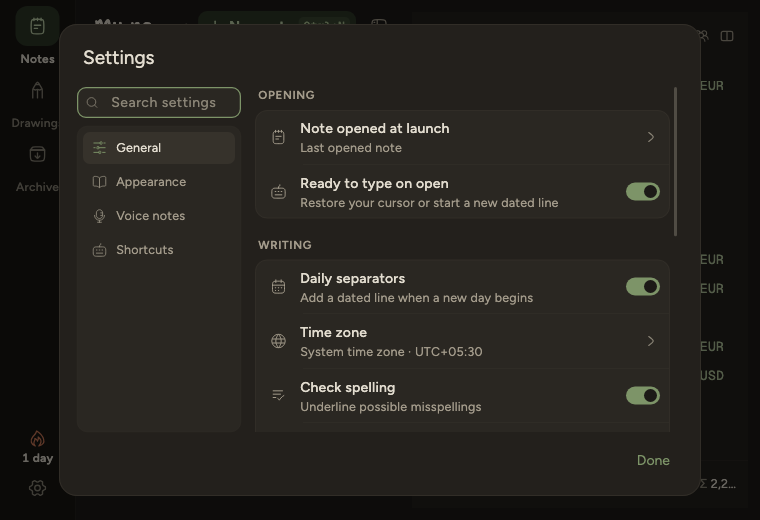 Notes
Drawing
Archive
1 day
EUR
EUR
EUR
EUR
USD
Σ 2,2...
Settings
Search settings
General
Appearance
Voice notes
Shortcuts
OPENING
Note opened at launch
Last opened note
Ready to type on open
Restore your cursor or start a new dated line
WRITING
Daily separators
Add a dated line when a new day begins
Time zone
System time zone · UTC+05:30
Check spelling
Underline possible misspellings
Done